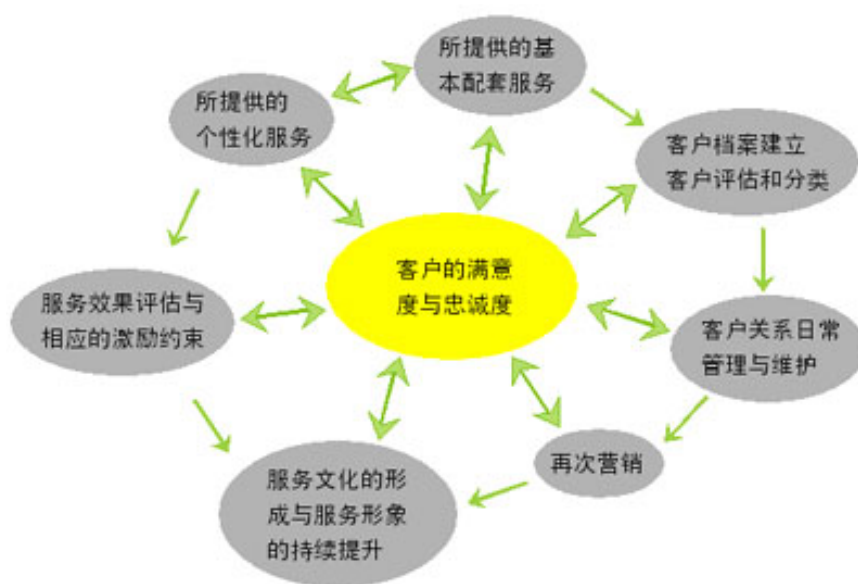 所提供的基
本配套服务
所提供的
个性化服务
客户档案建立
客户评估和分类
客户的满意
度与忠诚度
服务效果评估与
相应的激励约束
客户关系日常
管理与维护
再次营销
服务文化的形
成与服务形象
的持续提升